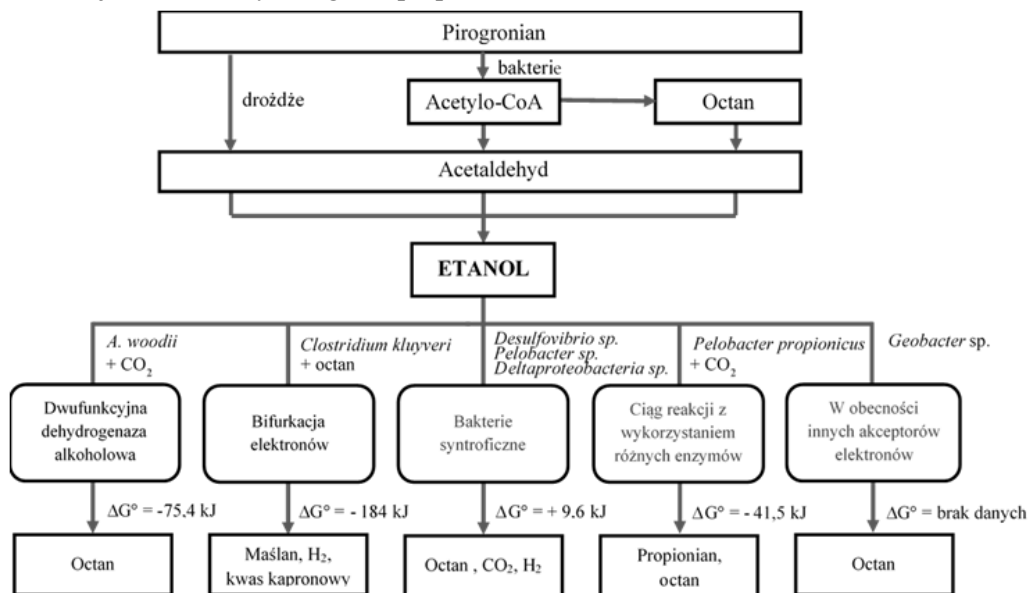 Pirogronian
bakterie
drożdże
Acetylo-CoA
Octan
Acetaldehyd
ETANOL
A. woodii
+ CO₂
Clostridium kluyveri
+ octan
Desulfovibrio sp.
Pelobacter sp.
Deltaproteobacteria sp.
Pelobacter propionicus
+ CO₂
Geobacter sp.
Dwufunkcyjna
dehydrogenaza
alkoholowa
Bifurkacja
elektronów
Bakterie
syntroficzne
Ciąg reakcji z
wykorzystaniem
różnych enzymów
W obecności
innych akceptorów
elektronów
ΔG° = -75,4 kJ
ΔG° = - 184 kJ
ΔG° = + 9.6 kJ
ΔG° = - 41,5 kJ
ΔG° = brak danych
Octan
Maślan, H₂,
kwas kapronowy
Octan , CO₂, H₂
Propionian,
octan
Octan